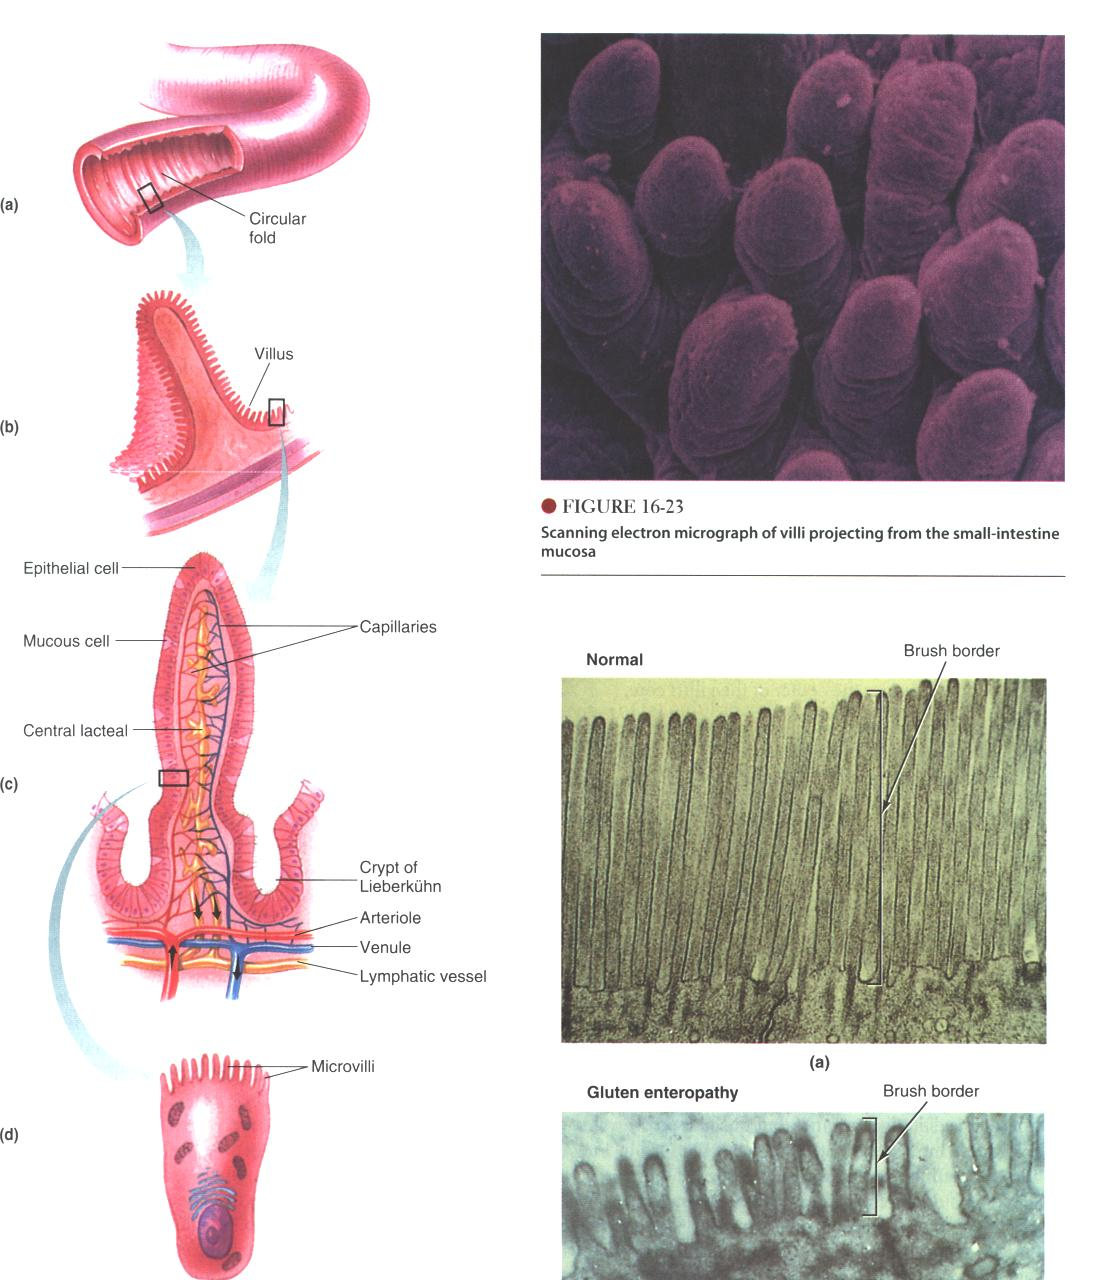 (a)
Circular
fold
Villus
(b)
Epithelial cell
Capillaries
Mucous cell
Central lacteal
(c)
Crypt of
Lieberkühn
Arteriole
Venule
Lymphatic vessel
Microvilli
(d)
FIGURE 16-23
Scanning electron micrograph of villi projecting from the small-intestine
mucosa
Normal
Brush border
(a)
Gluten enteropathy
Brush border